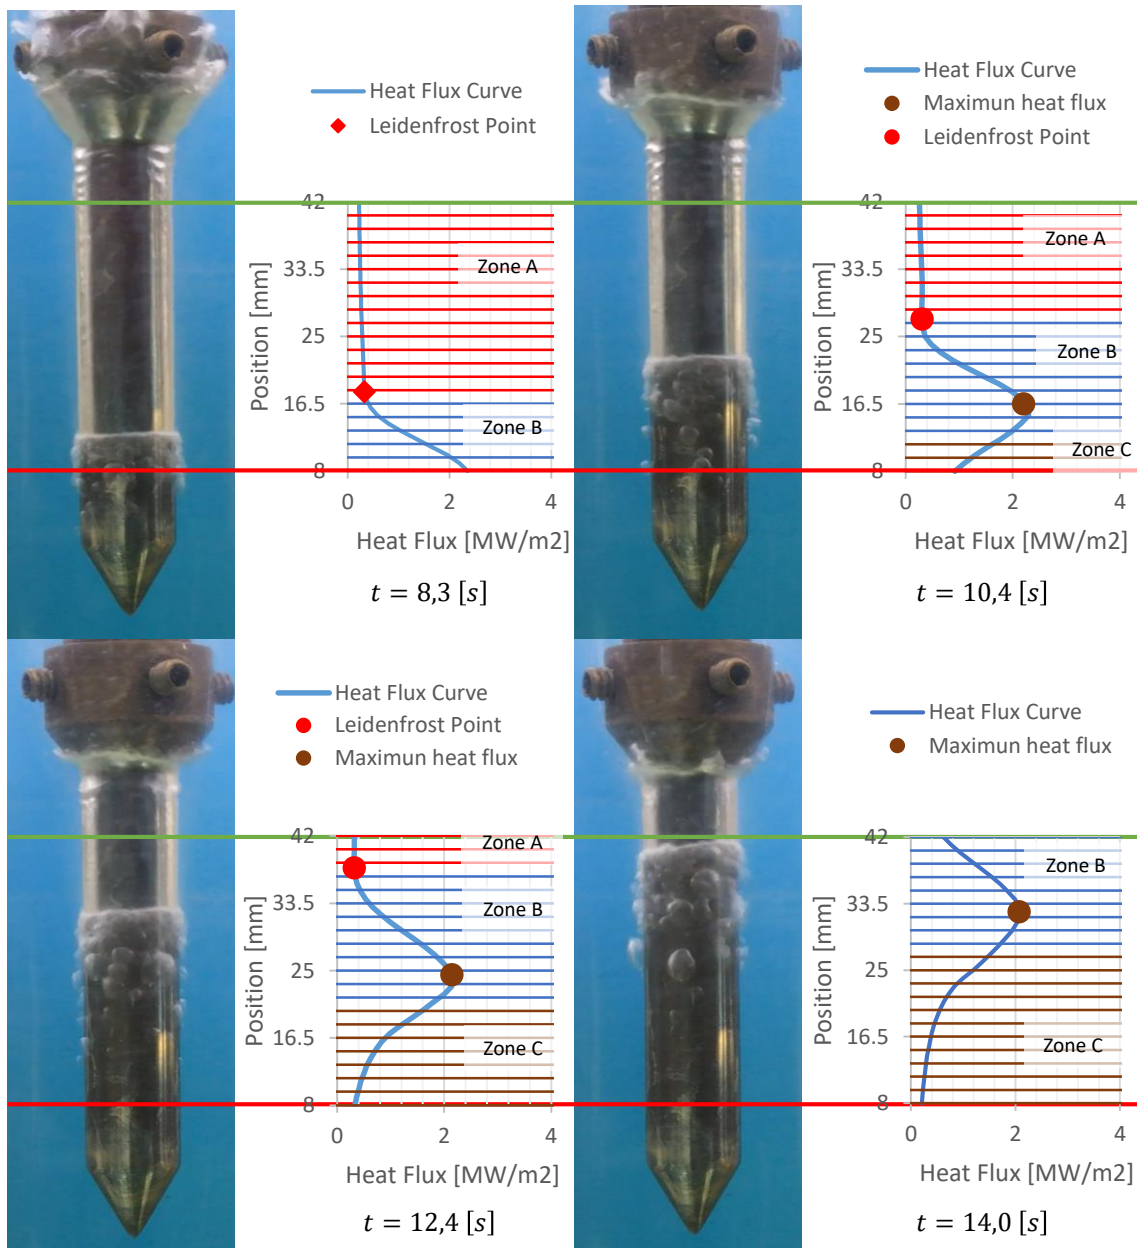 Heat Flux Curve
Leidenfrost Point
42
33.5
25
16.5
8
Position [mm]
Zone A
Zone B
0
2
4
Heat Flux [MW/m2]
t = 8,3 [s]
Heat Flux Curve
Maximun heat flux
Leidenfrost Point
42
33.5
25
16.5
8
Position [mm]
Zone A
Zone B
Zone C
0
2
4
Heat Flux [MW/m2]
t = 10,4 [s]
Heat Flux Curve
Leidenfrost Point
Maximun heat flux
42
33.5
25
16.5
8
Position [mm]
Zone A
Zone B
Zone C
0
2
4
Heat Flux [MW/m2]
t = 12,4 [s]
Heat Flux Curve
Maximun heat flux
42
33.5
25
16.5
8
Position [mm]
Zone B
Zone C
0
2
4
Heat Flux [MW/m2]
t = 14,0 [s]